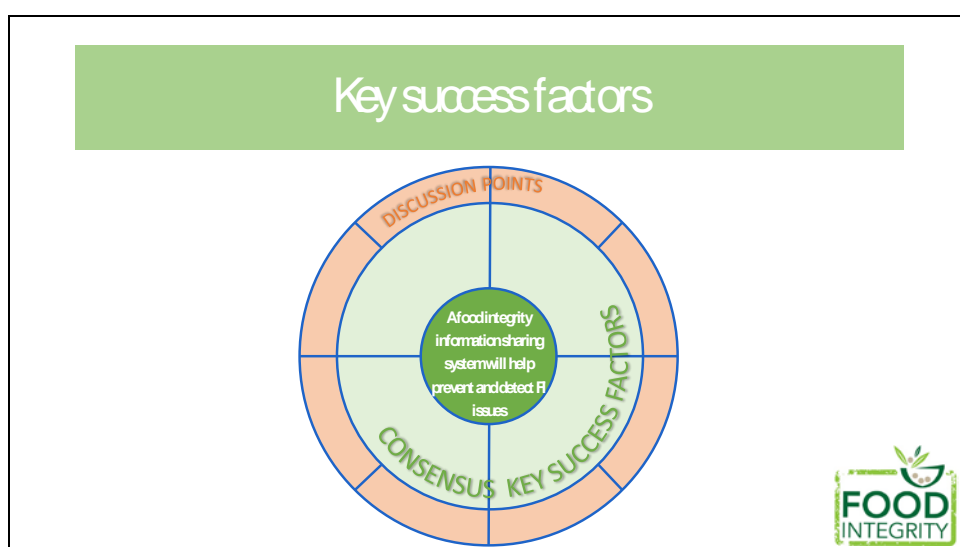 Key success factors
DISCUSSION POINTS
A food integrity
information sharing
system will help
prevent and detect FI
issues
CONSENSUS KEY SUCCESS FACTORS
FOOD
INTEGRITY